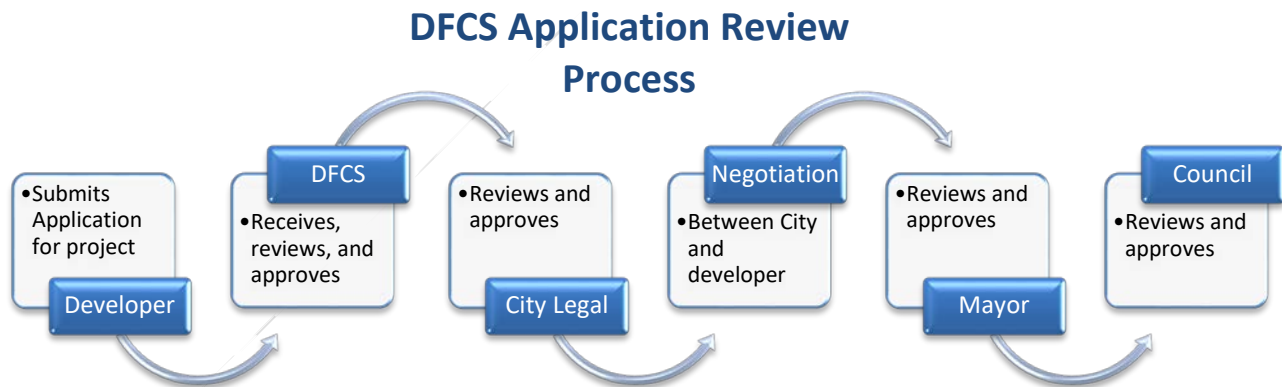 DFCS Application Review
Process
•Submits
Application
for project
Developer
DFCS
•Receives,
reviews, and
approves
•Reviews and
approves
City Legal
Negotiation
•Between City
and
developer
•Reviews and
approves
Mayor
Council
•Reviews and
approves